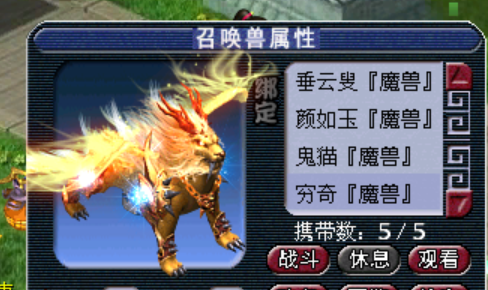 召唤兽属性
绑定
垂云叟『魔兽』
颜如玉『魔兽』
鬼猫『魔兽』
穷奇『魔兽』
携带数：5/5
战斗 休息 观看